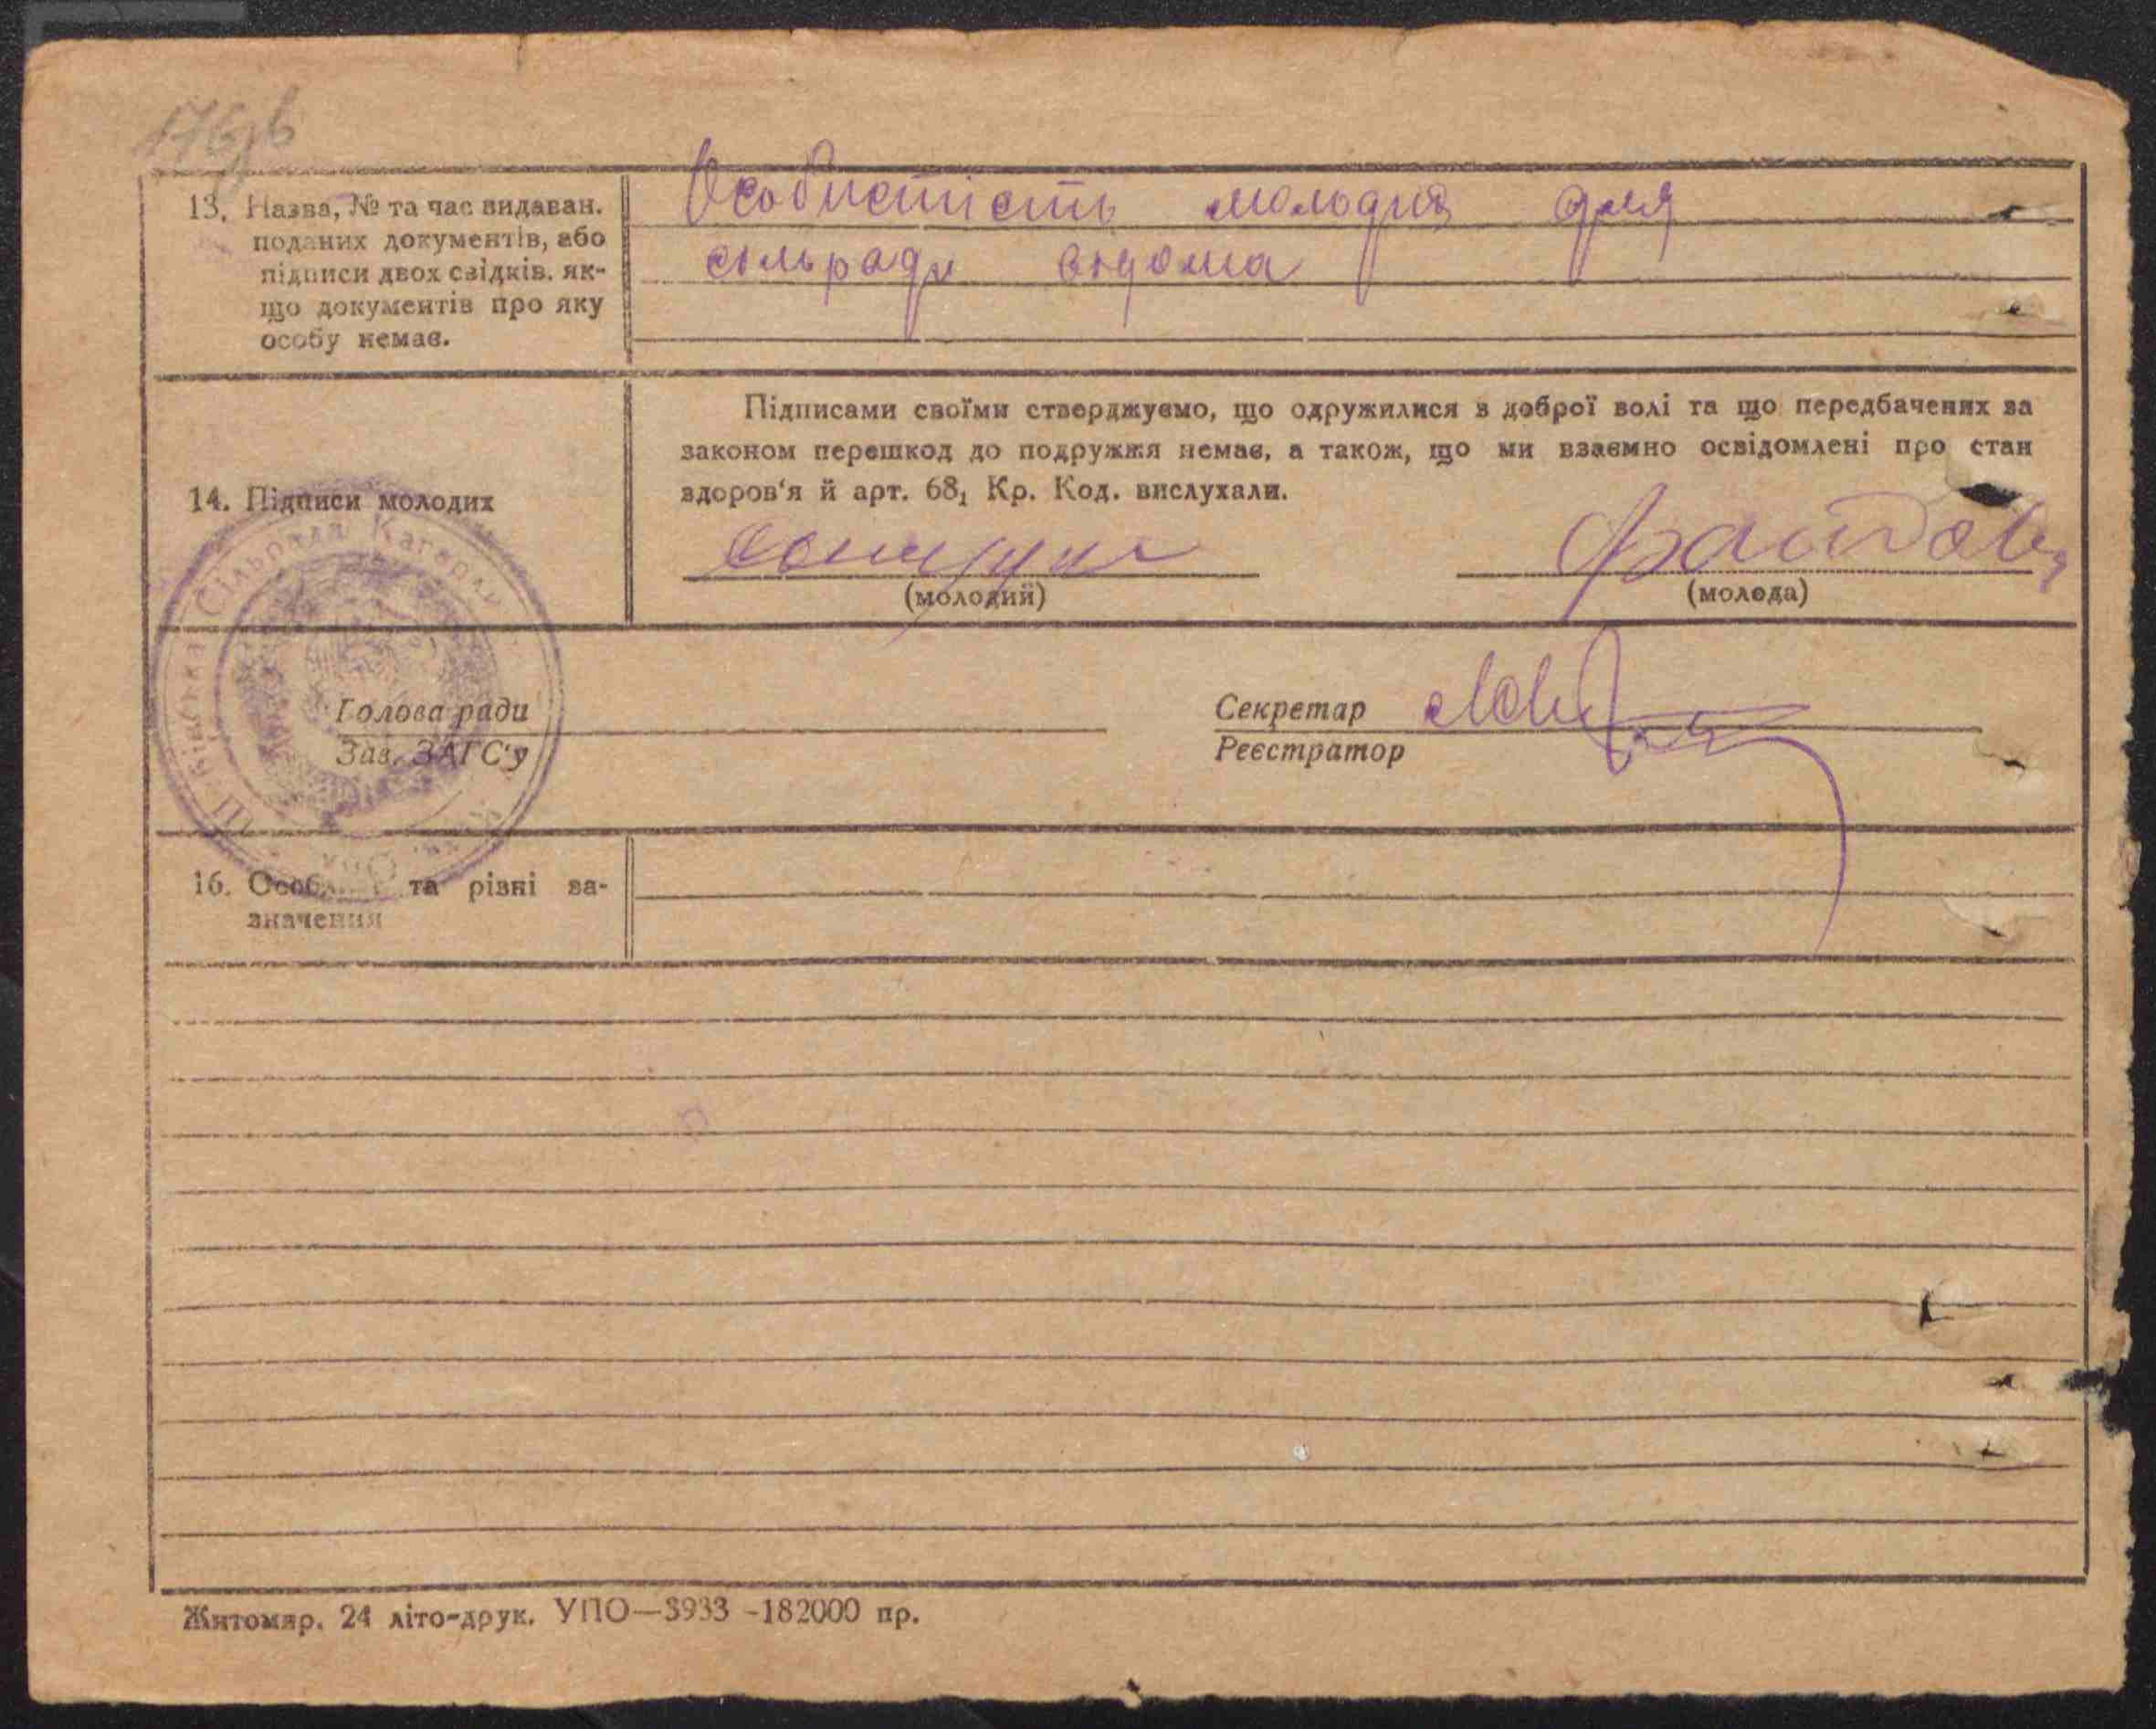 13. Назва, № та час видаван.
поданих документів, або
підписи двох свідків, як-
що документів про яку
особу немає.
Особистість молодих для
сильради відома
14. Підписи молодих
Підписами своїми стверджуємо, що одружилися з доброї волі та що передбачених за
законом перешкод до подружжя немає, а також, що ми взаємно освідомлені про стан
здоров'я й арт. 68₁ Кр. Код. вислухали.
(молодий)
(молода)
Сільрада Кагарли
Голова ради
Зав. ЗАГС'у
Секретар
Реєстратор
16. Особл та різні за-
значення
Житомир. 24 літо-друк. УПО—3933 -182000 пр.